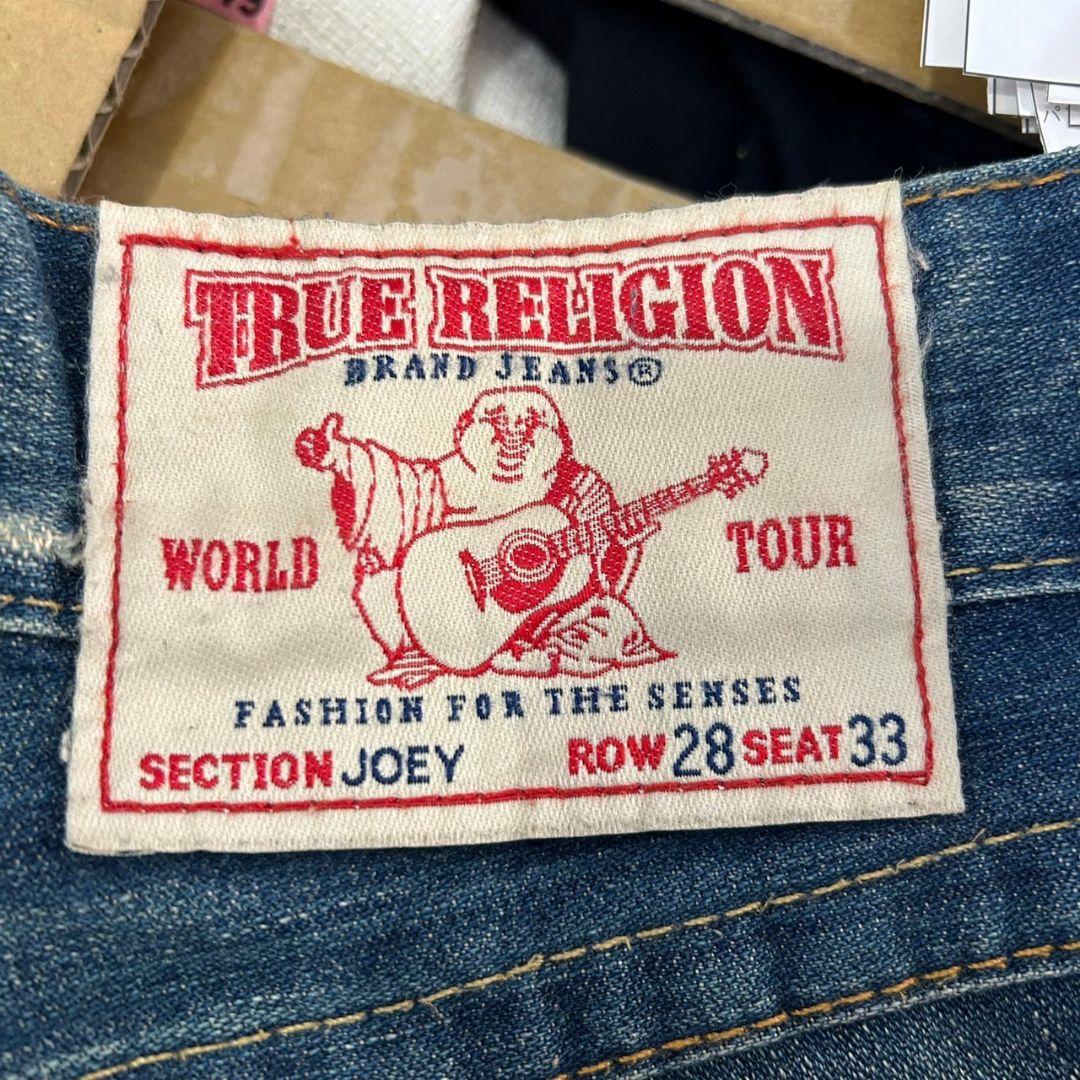 TRUE RELIGION
BRAND JEANS®
WORLD TOUR
FASHION FOR THE SENSES
SECTION JOEY ROW 28 SEAT 33